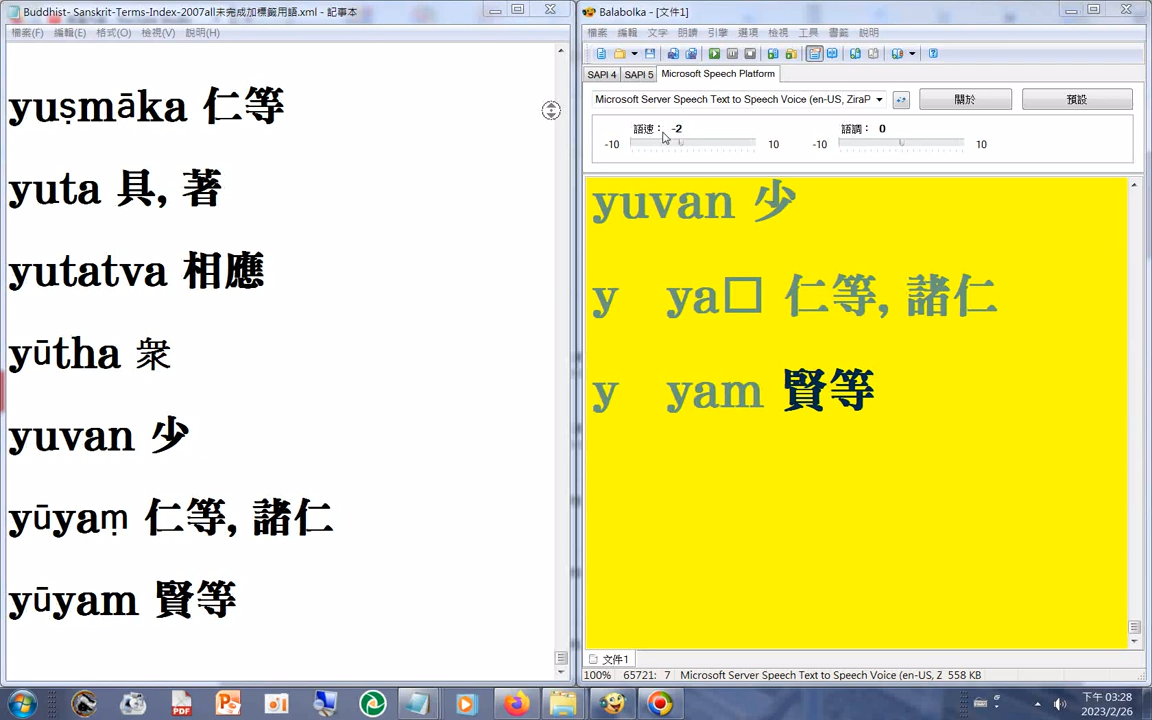 Buddhist- Sanskrit-Terms-Index-2007all未完成加標籤用語.xml - 記事本
檔案(F) 編輯(E) 格式(O) 檢視(V) 說明(H)
yuṣmāka 仁等
yuta 具, 著
yutatva 相應
yūtha 衆
yuvan 少
yūyaṃ 仁等, 諸仁
yūyam 賢等
Balabolka - [文件1]
檔案 編輯 文字 朗讀 引擎 選項 檢視 工具 書籤 說明
SAPI 4 SAPI 5 Microsoft Speech Platform
Microsoft Server Speech Text to Speech Voice (en-US, ZiraP 關於 預設
語速： -2 語調： 0
-10 10 -10 10
yuvan 少
y ya□ 仁等, 諸仁
y yam 賢等
文件1
100% 65721: 7 Microsoft Server Speech Text to Speech Voice (en-US, Z 558 KB
下午 03:28
2023/2/26